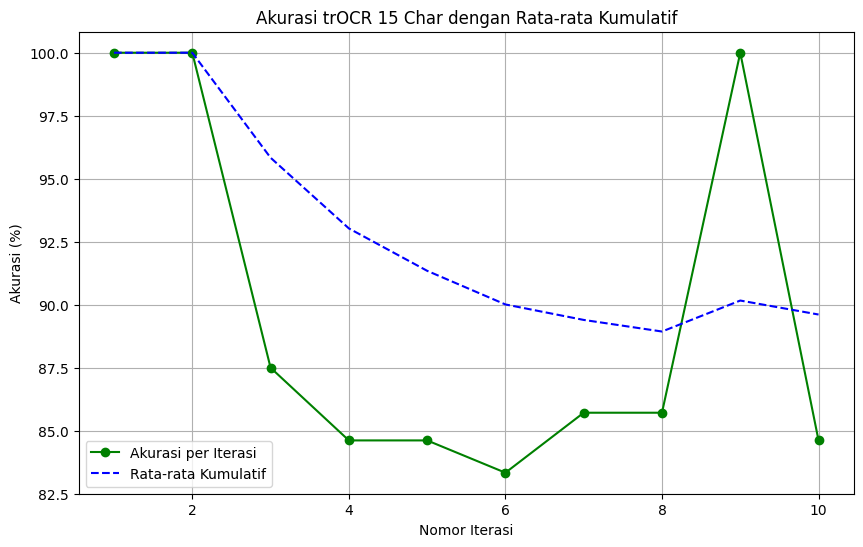 Akurasi trOCR 15 Char dengan Rata-rata Kumulatif
Akurasi (%)
100.0
97.5
95.0
92.5
90.0
87.5
85.0
82.5
Akurasi per Iterasi
Rata-rata Kumulatif
2
4
6
8
10
Nomor Iterasi